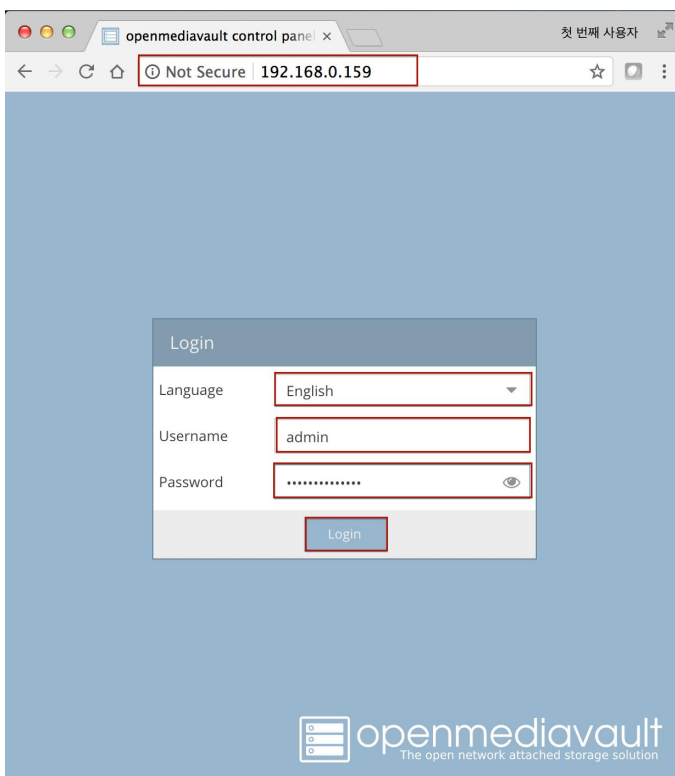 openmediavault control panel
첫 번째 사용자
Not Secure 192.168.0.159
Login
Language English
Username admin
Password ••••••••••••••
Login
openmediavault
The open network attached storage solution